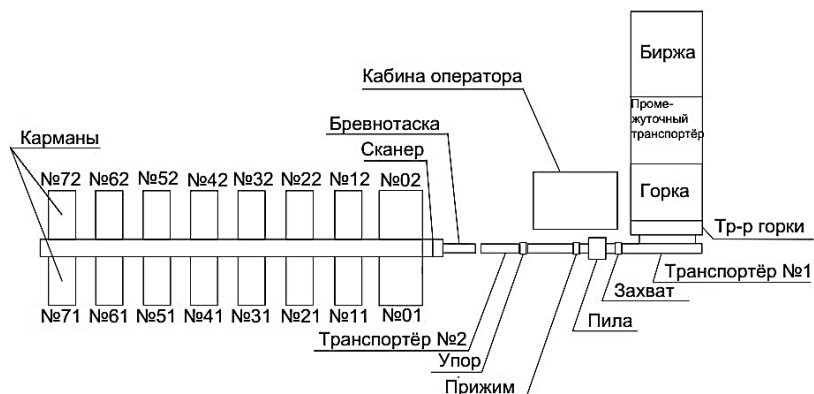 Биржа
Кабина оператора
Проме-
жуточный
транспортёр
Бревнотаска
Карманы
Сканер
№72 №62 №52 №42 №32 №22 №12 №02
Горка
Тр-р горки
Транспортёр №1
Захват
№71 №61 №51 №41 №31 №21 №11 №01
Пила
Транспортёр №2
Упор
Прижим